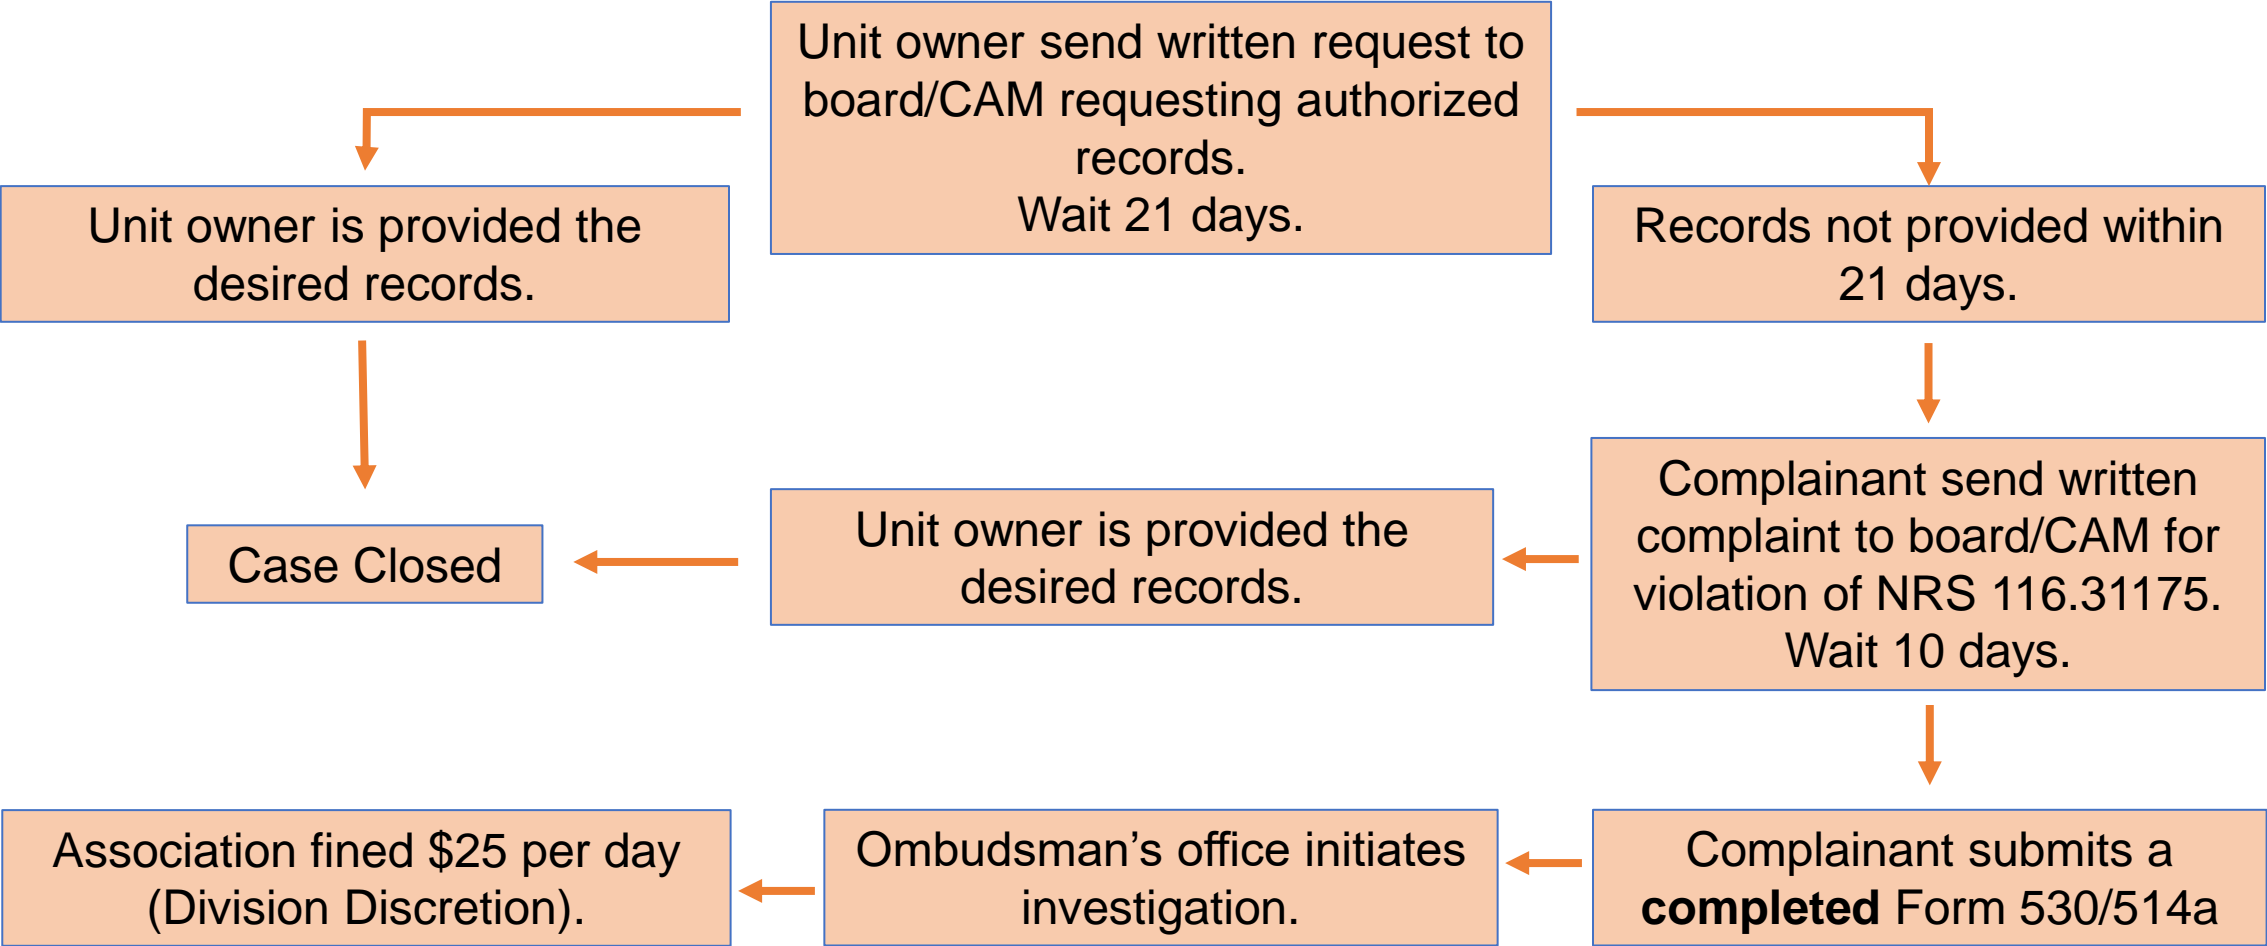 Unit owner send written request to
board/CAM requesting authorized
records.
Wait 21 days.
Unit owner is provided the
desired records.
Records not provided within
21 days.
Complainant send written
complaint to board/CAM for
violation of NRS 116.31175.
Wait 10 days.
Unit owner is provided the
desired records.
Case Closed
Complainant submits a
completed Form 530/514a
Ombudsman’s office initiates
investigation.
Association fined $25 per day
(Division Discretion).